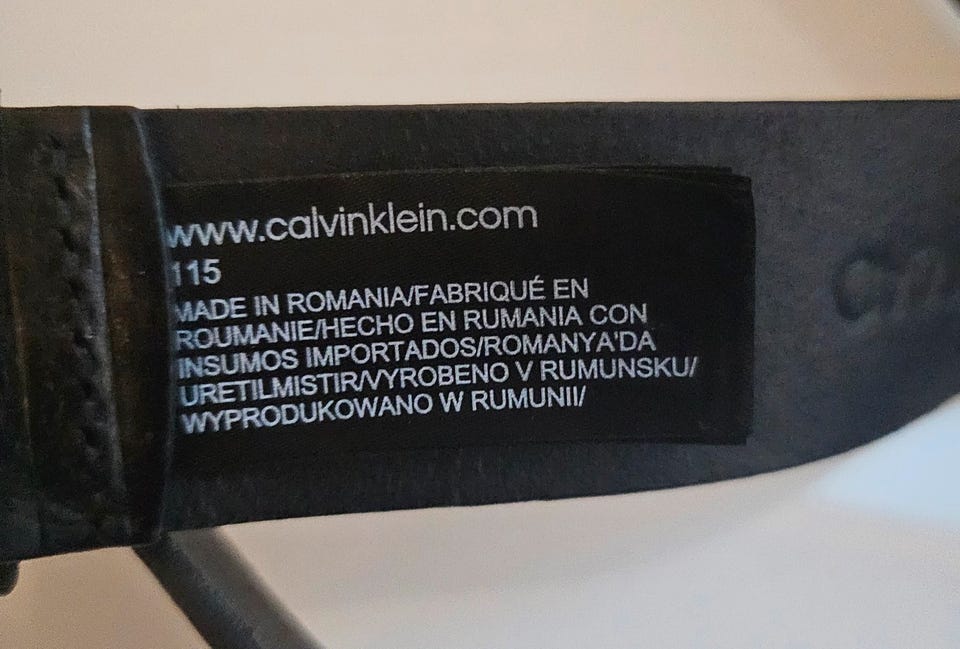 www.calvinklein.com
115
MADE IN ROMANIA/FABRIQUÉ EN
ROUMANIE/HECHO EN RUMANIA CON
INSUMOS IMPORTADOS/ROMANYA'DA
URETILMISTIR/VYROBENO V RUMUNSKU/
WYPRODUKOWANO W RUMUNII/